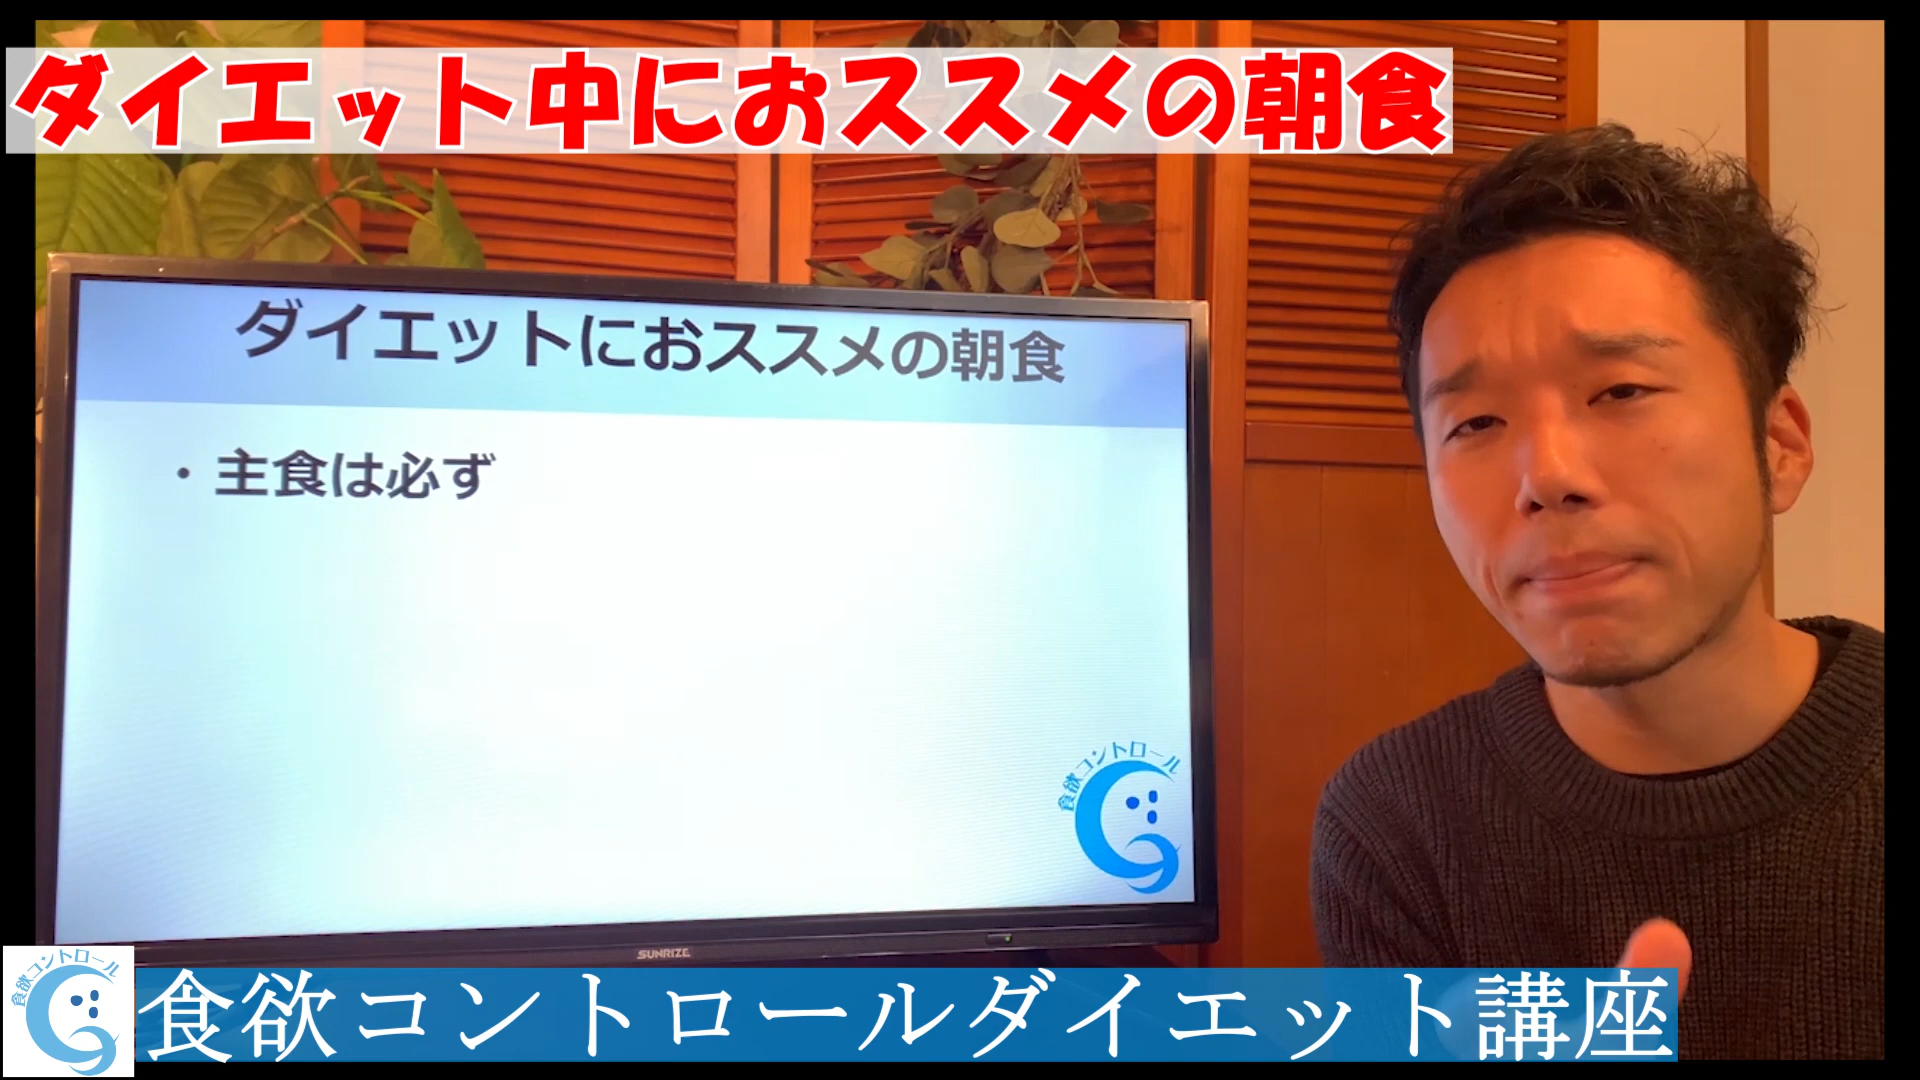 ダイエット中におススメの朝食
ダイエットにおススメの朝食
・主食は必ず
食欲コントロール
SUNRIZE
食欲コントロール
食欲コントロールダイエット講座